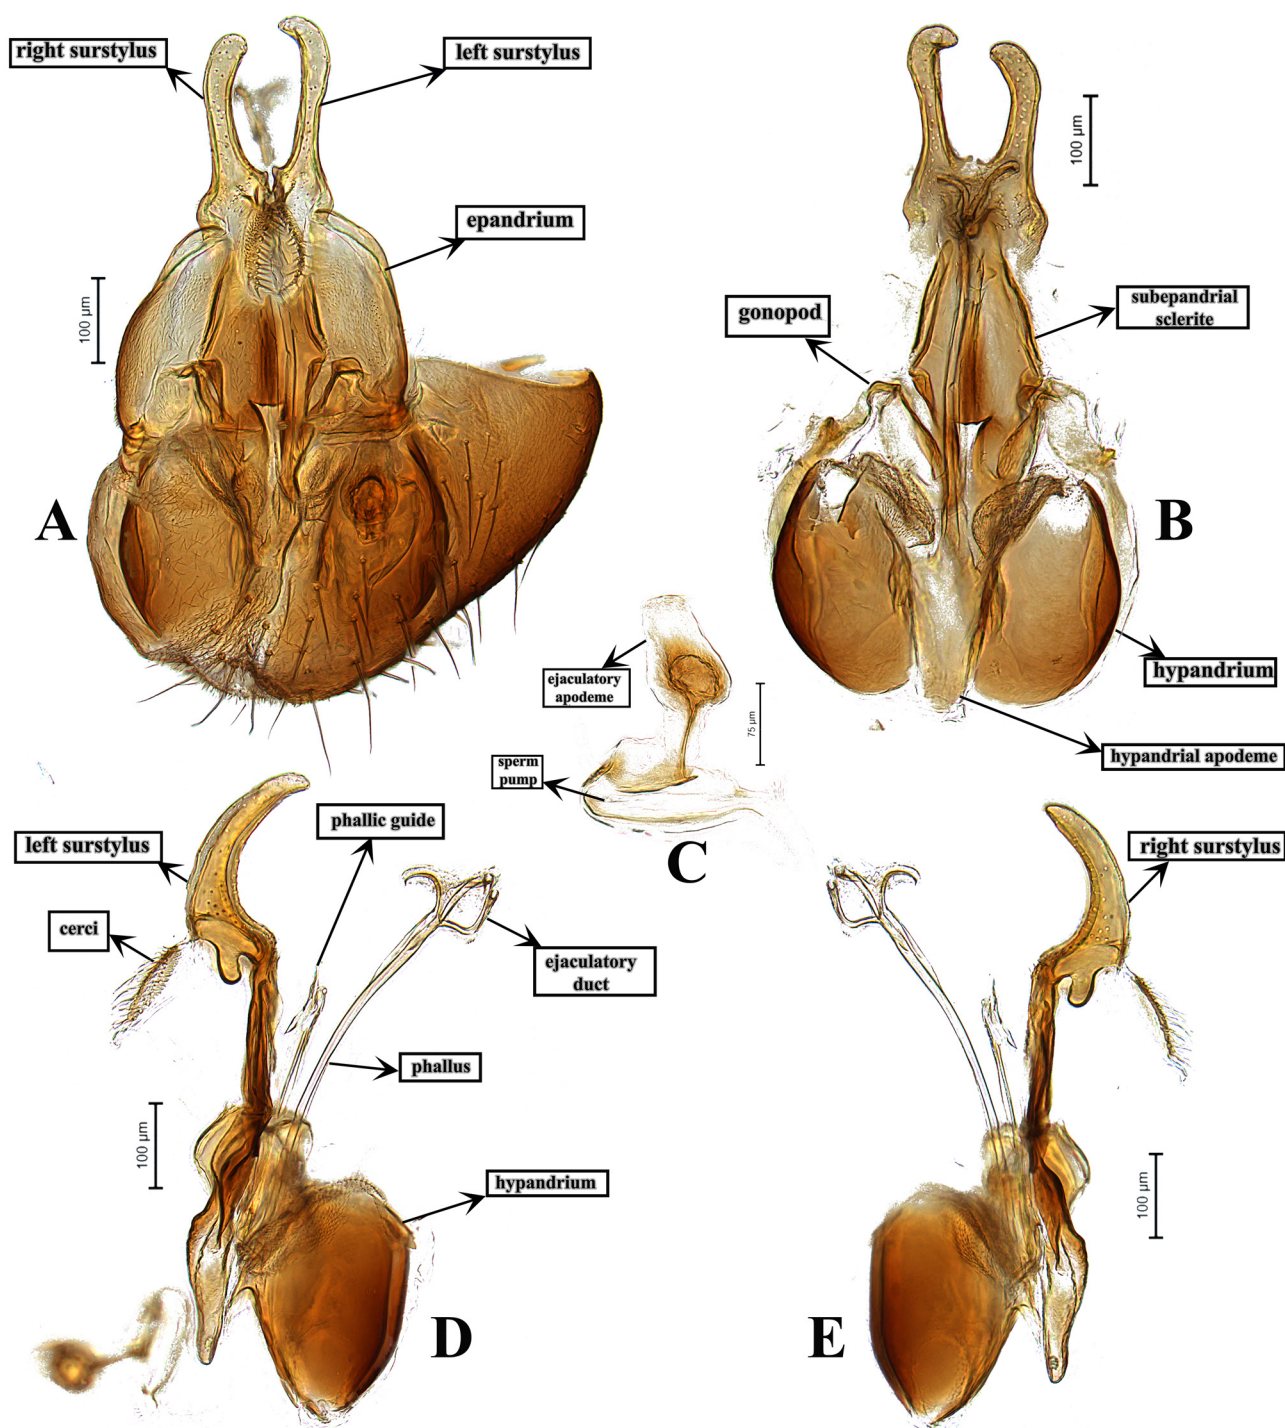 right surstylus
left surstylus
epandrium
100 µm
A
100 µm
gonopod
subepandrial
sclerite
B
hypandrium
hypandrial apodeme
ejaculatory
apodeme
75 µm
sperm
pump
C
left surstylus
cerci
phallic guide
ejaculatory
duct
phallus
100 µm
hypandrium
D
right surstylus
100 µm
E